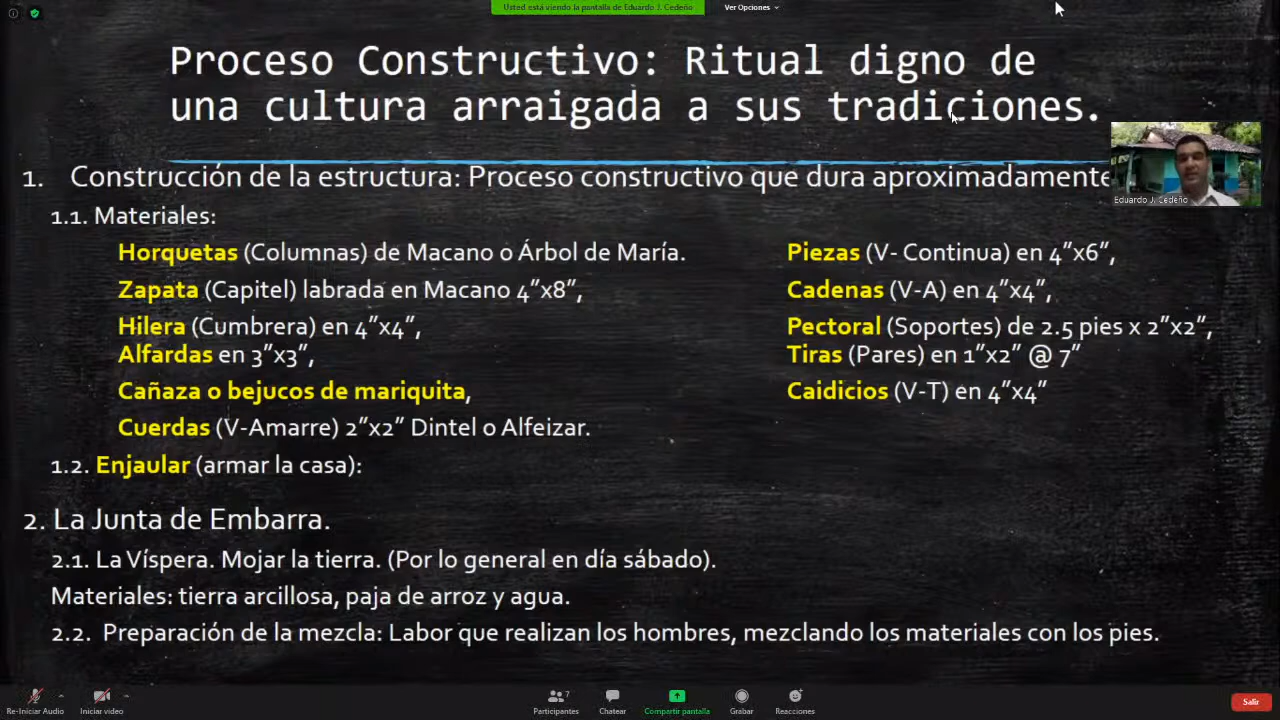 Usted está viendo la pantalla de Eduardo J. Cedeño
Ver Opciones
Proceso Constructivo: Ritual digno de
una cultura arraigada a sus tradiciones.
1. Construcción de la estructura: Proceso constructivo que dura aproximadamente
Eduardo J. Cedeño
1.1. Materiales:
Horquetas (Columnas) de Macano o Árbol de María.
Zapata (Capitel) labrada en Macano 4”x8”,
Hilera (Cumbrera) en 4”x4”,
Alfardas en 3”x3”,
Cañaza o bejucos de mariquita,
Cuerdas (V-Amarre) 2”x2” Dintel o Alfeizar.
Piezas (V- Continua) en 4”x6”,
Cadenas (V-A) en 4”x4”,
Pectoral (Soportes) de 2.5 pies x 2”x2”,
Tiras (Pares) en 1”x2” @ 7”
Caidicios (V-T) en 4”x4”
1.2. Enjaular (armar la casa):
2. La Junta de Embarra.
2.1. La Víspera. Mojar la tierra. (Por lo general en día sábado).
Materiales: tierra arcillosa, paja de arroz y agua.
2.2. Preparación de la mezcla: Labor que realizan los hombres, mezclando los materiales con los pies.
Re-Iniciar Audio
Iniciar video
7
Participantes
Chatear
Compartir pantalla
Grabar
Reacciones
Salir